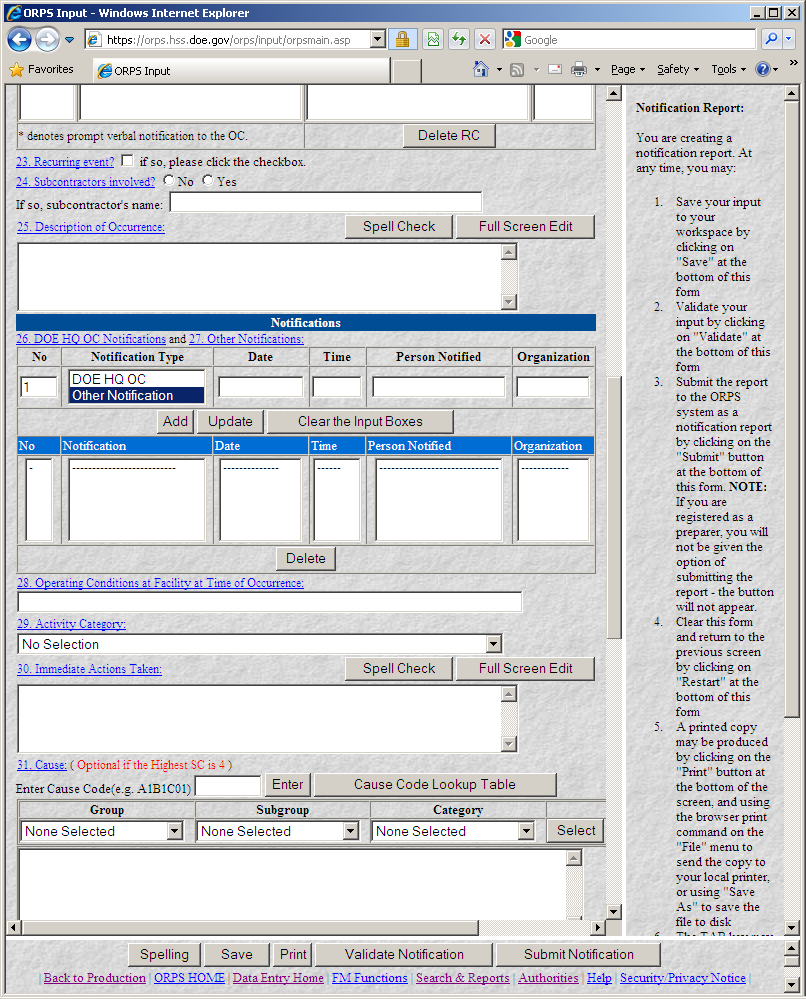 ORPS Input - Windows Internet Explorer
https://orps.hss.doe.gov/orps/input/orpsmain.asp
Google
Favorites
ORPS Input
Page
Safety
Tools
* denotes prompt verbal notification to the OC.
Delete RC
23. Recurring event? if so, please click the checkbox.
24. Subcontractors involved? No Yes
If so, subcontractor's name:
25. Description of Occurrence:
Spell Check
Full Screen Edit
Notifications
26. DOE HQ OC Notifications and 27. Other Notifications:
No Notification Type Date Time Person Notified Organization
1
DOE HQ OC
Other Notification
Add Update Clear the Input Boxes
No Notification Date Time Person Notified Organization
- -------------------------- -------------- ------ ------------------------------ ------------
Delete
28. Operating Conditions at Facility at Time of Occurrence:
29. Activity Category:
No Selection
30. Immediate Actions Taken:
Spell Check
Full Screen Edit
31. Cause: ( Optional if the Highest SC is 4 )
Enter Cause Code(e.g. A1B1C01) Enter Cause Code Lookup Table
Group Subgroup Category
None Selected None Selected None Selected Select
Notification Report:
You are creating a
notification report. At
any time, you may:
1. Save your input
to your
workspace by
clicking on
"Save" at the
bottom of this
form
2. Validate your
input by clicking
on "Validate" at
the bottom of this
form
3. Submit the report
to the ORPS
system as a
notification report
by clicking on the
"Submit" button
at the bottom of
this form. NOTE:
If you are
registered as a
preparer, you will
not be given the
option of
submitting the
report - the button
will not appear.
4. Clear this form
and return to the
previous screen
by clicking on
"Restart" at the
bottom of this
form
5. A printed copy
may be produced
by clicking on the
"Print" button at
the bottom of the
screen, and using
the browser print
command on the
"File" menu to
send the copy to
your local printer,
or using "Save
As" to save the
file to disk
6. The TAB key may
Spelling Save Print Validate Notification Submit Notification
| Back to Production | ORPS HOME | Data Entry Home | FM Functions | Search & Reports | Authorities | Help | Security/Privacy Notice |